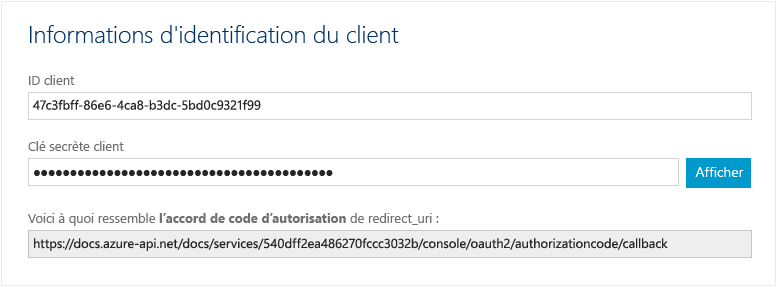 Informations d'identification du client
ID client
47c3fbff-86e6-4ca8-b3dc-5bd0c9321f99
Clé secrète client
●●●●●●●●●●●●●●●●●●●●●●●●●●●●●●●●●●●●●●●●● Afficher
Voici à quoi ressemble l'accord de code d'autorisation de redirect_uri :
https://docs.azure-api.net/docs/services/540dff2ea486270fccc3032b/console/oauth2/authorizationcode/callback